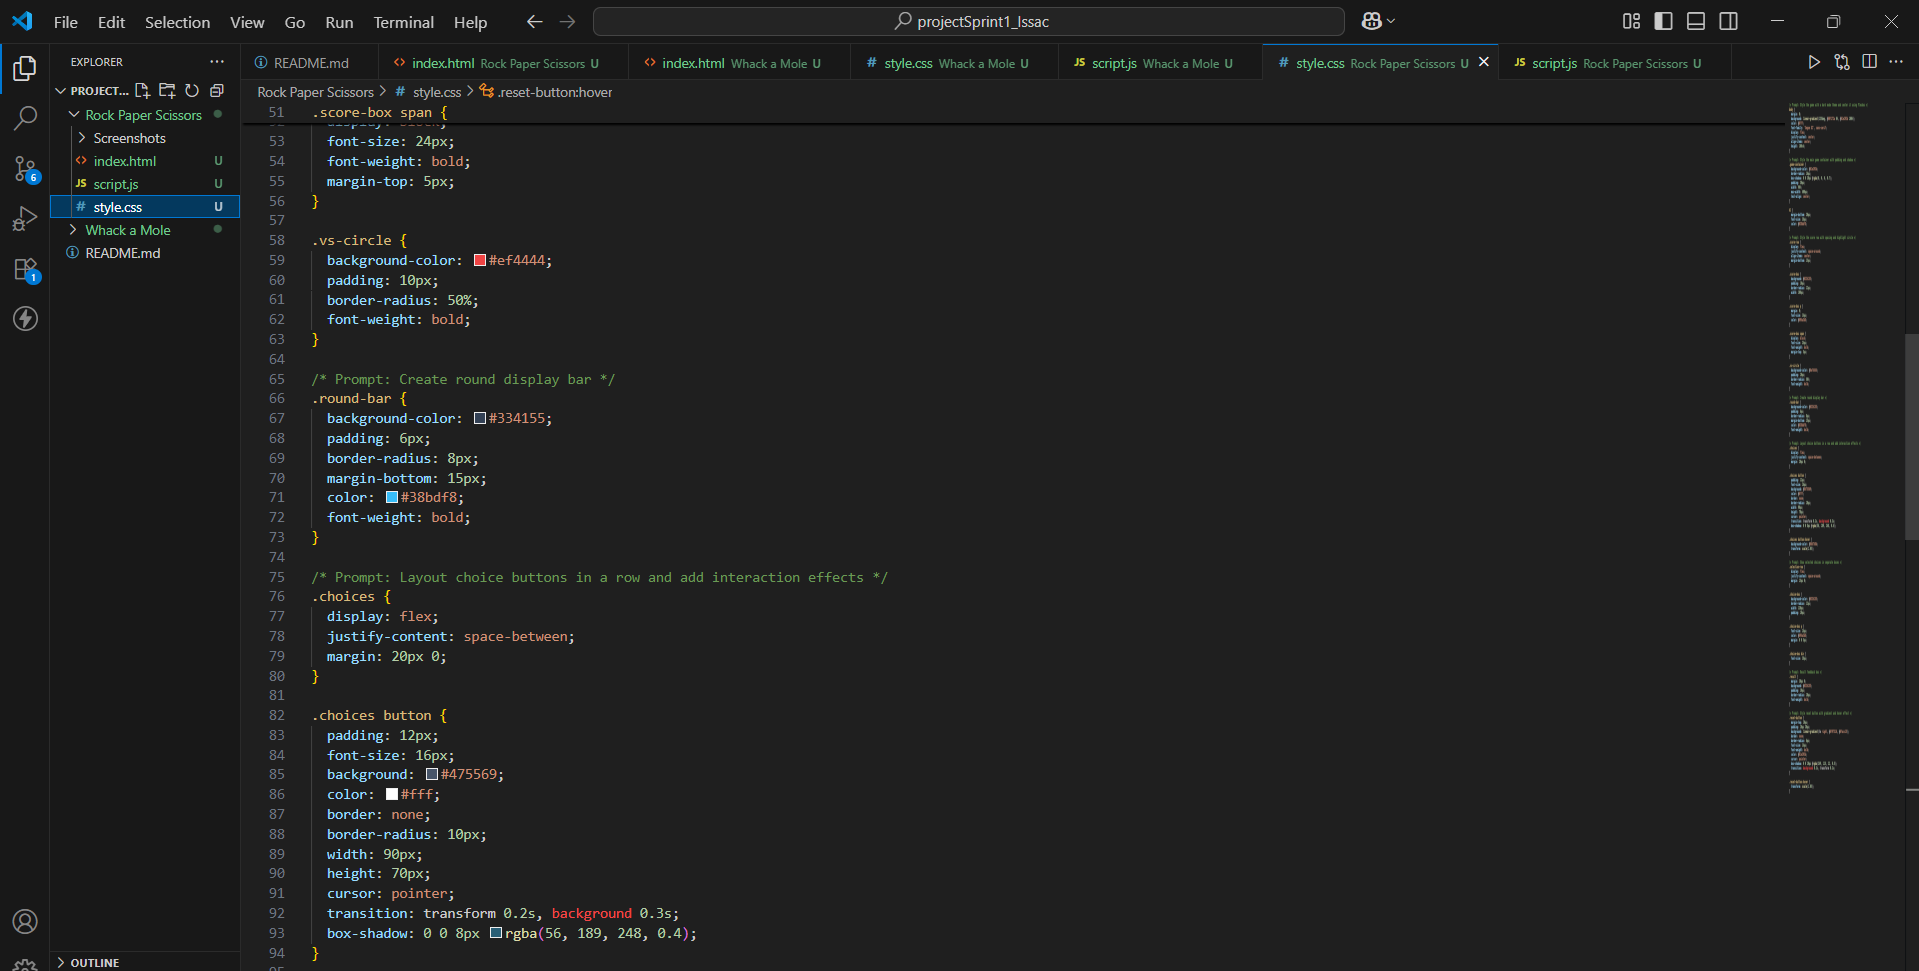 File Edit Selection View Go Run Terminal Help
projectSprint1_Issac
EXPLORER
PROJECT...
Rock Paper Scissors
Screenshots
index.html U
JS script.js U
# style.css U
Whack a Mole
README.md
OUTLINE
6
1
README.md
index.html Rock Paper Scissors U
index.html Whack a Mole U
# style.css Whack a Mole U
JS script.js Whack a Mole U
# style.css Rock Paper Scissors U
JS script.js Rock Paper Scissors U
Rock Paper Scissors > # style.css > .reset-button:hover
51 .score-box span {
53 font-size: 24px;
54 font-weight: bold;
55 margin-top: 5px;
56 }
57
58 .vs-circle {
59 background-color: #ef4444;
60 padding: 10px;
61 border-radius: 50%;
62 font-weight: bold;
63 }
64
65 /* Prompt: Create round display bar */
66 .round-bar {
67 background-color: #334155;
68 padding: 6px;
69 border-radius: 8px;
70 margin-bottom: 15px;
71 color: #38bdf8;
72 font-weight: bold;
73 }
74
75 /* Prompt: Layout choice buttons in a row and add interaction effects */
76 .choices {
77 display: flex;
78 justify-content: space-between;
79 margin: 20px 0;
80 }
81
82 .choices button {
83 padding: 12px;
84 font-size: 16px;
85 background: #475569;
86 color: #fff;
87 border: none;
88 border-radius: 10px;
89 width: 90px;
90 height: 70px;
91 cursor: pointer;
92 transition: transform 0.2s, background 0.3s;
93 box-shadow: 0 0 8px rgba(56, 189, 248, 0.4);
94 }